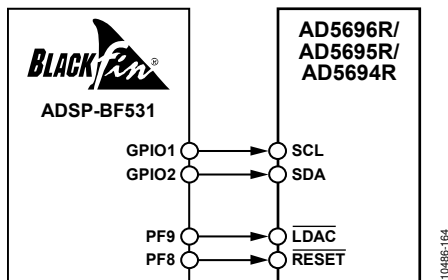 BLACKfin®
ADSP-BF531
GPIO1
GPIO2
PF9
PF8
AD5696R/
AD5695R/
AD5694R
SCL
SDA
LDAC
RESET
10486-164